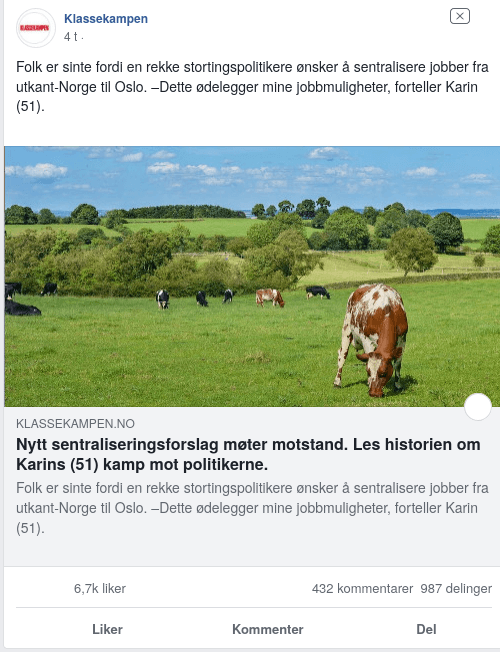 KLASSEKAMPEN
Klassekampen
4 t ·
Folk er sinte fordi en rekke stortingspolitikere ønsker å sentralisere jobber fra
utkant-Norge til Oslo. –Dette ødelegger mine jobbmuligheter, forteller Karin
(51).
KLASSEKAMPEN.NO
Nytt sentraliseringsforslag møter motstand. Les historien om
Karins (51) kamp mot politikerne.
Folk er sinte fordi en rekke stortingspolitikere ønsker å sentralisere jobber fra
utkant-Norge til Oslo. –Dette ødelegger mine jobbmuligheter, forteller Karin
(51).
6,7k liker 432 kommentarer 987 delinger
Liker Kommenter Del